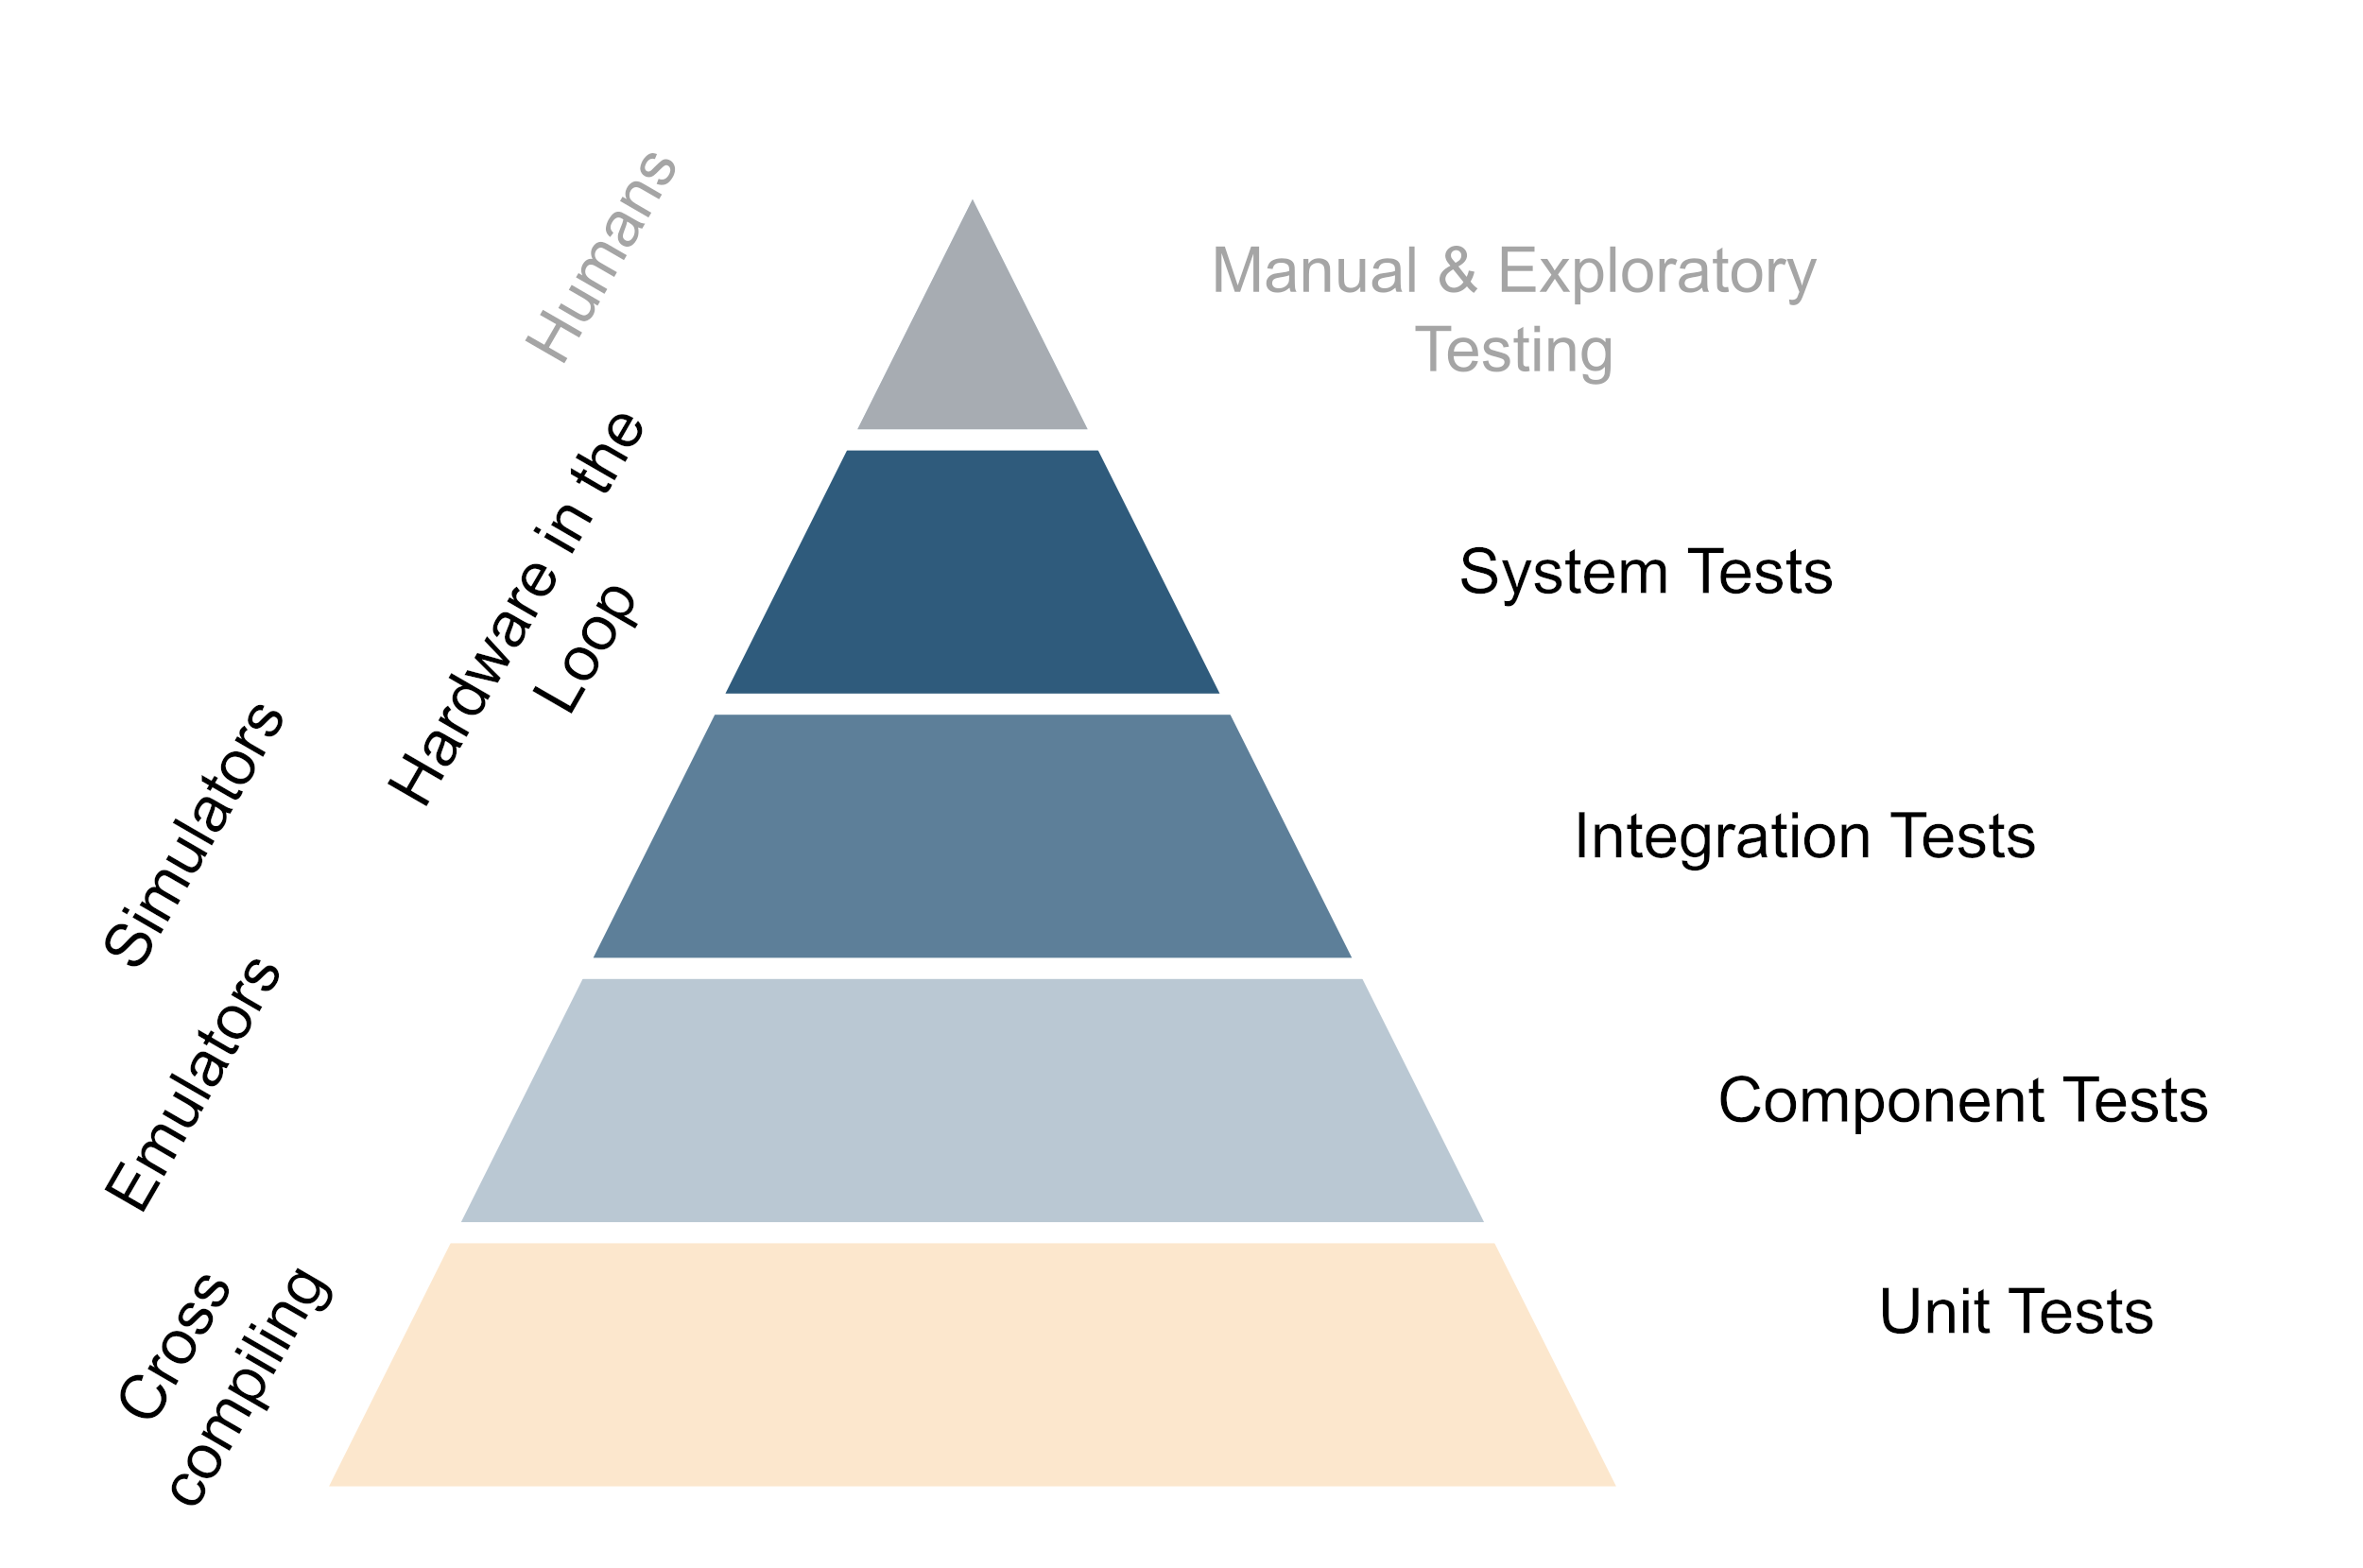 Humans
Manual & Exploratory
Testing
Hardware in the
Loop
System Tests
Simulators
Integration Tests
Emulators
Component Tests
Cross
compiling
Unit Tests